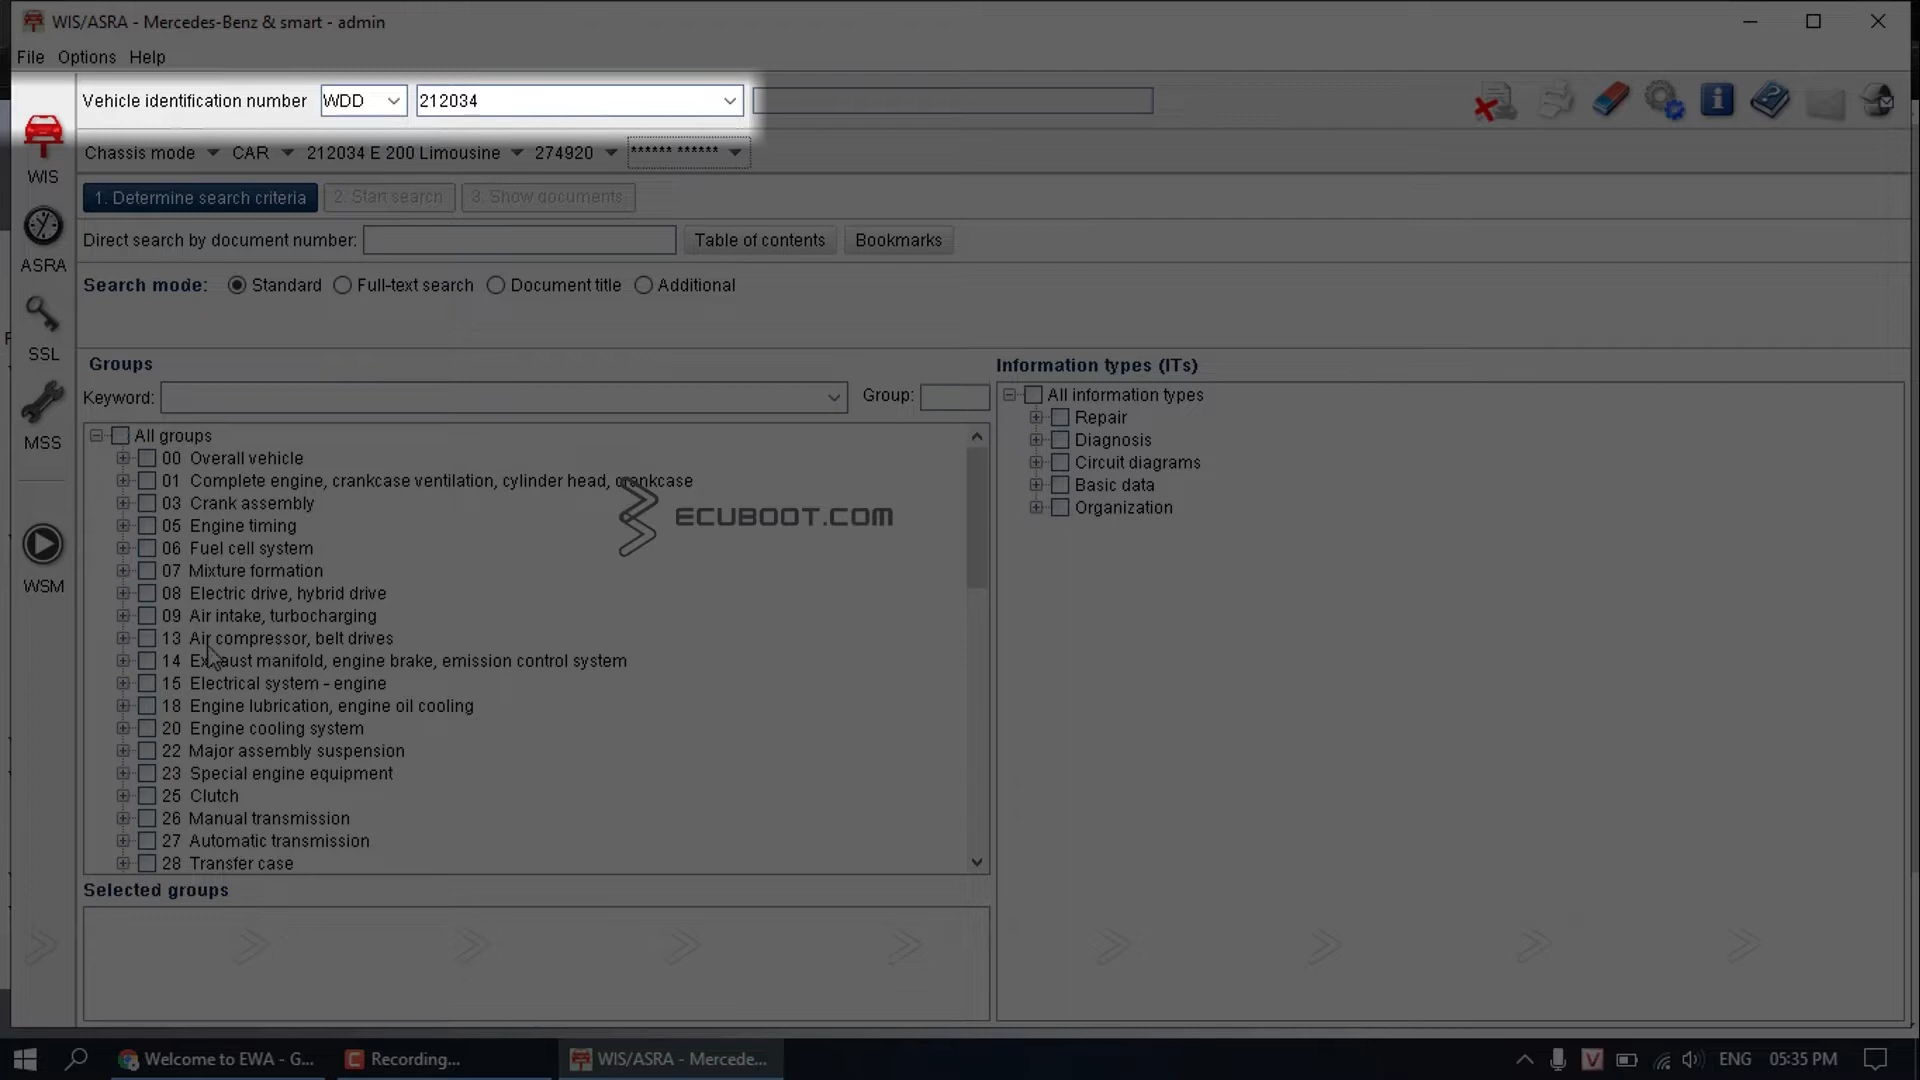 WIS/ASRA - Mercedes-Benz & smart - admin
File Options Help
Vehicle identification number WDD 212034
Chassis mode CAR 212034 E 200 Limousine 274920 ****** ******
WIS
1. Determine search criteria 2. Start search 3. Show documents
Direct search by document number: Table of contents Bookmarks
ASRA
Search mode: Standard Full-text search Document title Additional
SSL
Groups
Information types (ITs)
Keyword: Group:
All information types
Repair
MSS
All groups
Diagnosis
00 Overall vehicle
Circuit diagrams
01 Complete engine, crankcase ventilation, cylinder head, crankcase
Basic data
03 Crank assembly
Organization
ECUBOOT.COM
05 Engine timing
06 Fuel cell system
07 Mixture formation
WSM
08 Electric drive, hybrid drive
09 Air intake, turbocharging
13 Air compressor, belt drives
14 Exhaust manifold, engine brake, emission control system
15 Electrical system - engine
18 Engine lubrication, engine oil cooling
20 Engine cooling system
22 Major assembly suspension
23 Special engine equipment
25 Clutch
26 Manual transmission
27 Automatic transmission
28 Transfer case
Selected groups
Welcome to EWA - G... Recording... WIS/ASRA - Mercede... V ENG 05:35 PM